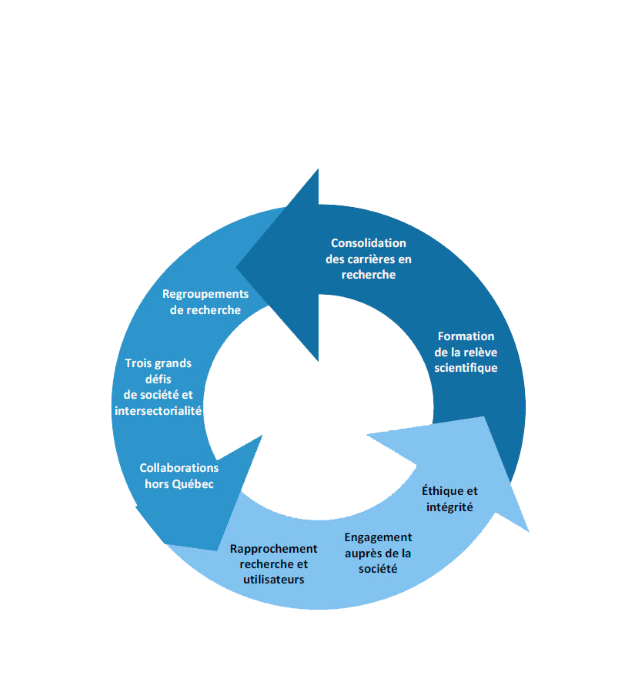 Consolidation
des carrières en
recherche
Formation
de la relève
scientifique
Éthique et
intégrité
Engagement
auprès de la
société
Rapprochement
recherche et
utilisateurs
Collaborations
hors Québec
Trois grands
défis
de société et
intersectorialité
Regroupements
de recherche